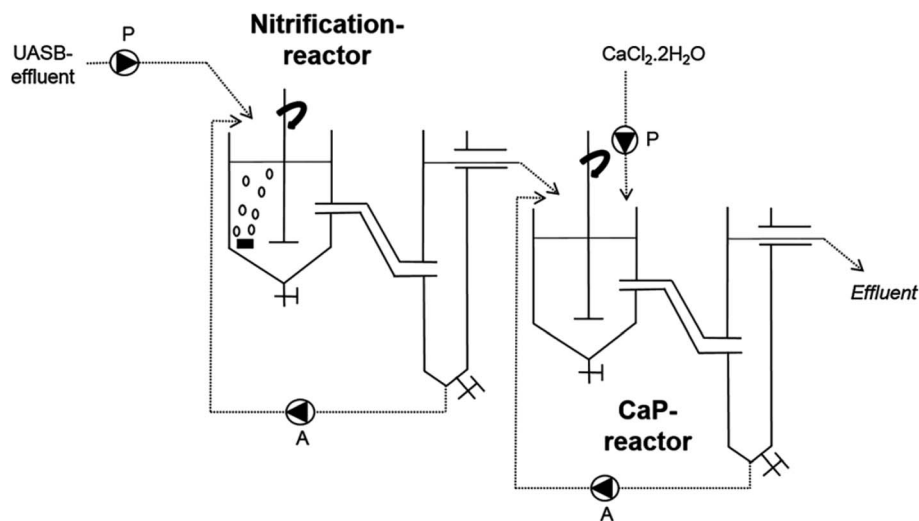 UASB-
effluent
P
Nitrification-
reactor
CaCl₂.2H₂O
P
Effluent
A
CaP-
reactor
A